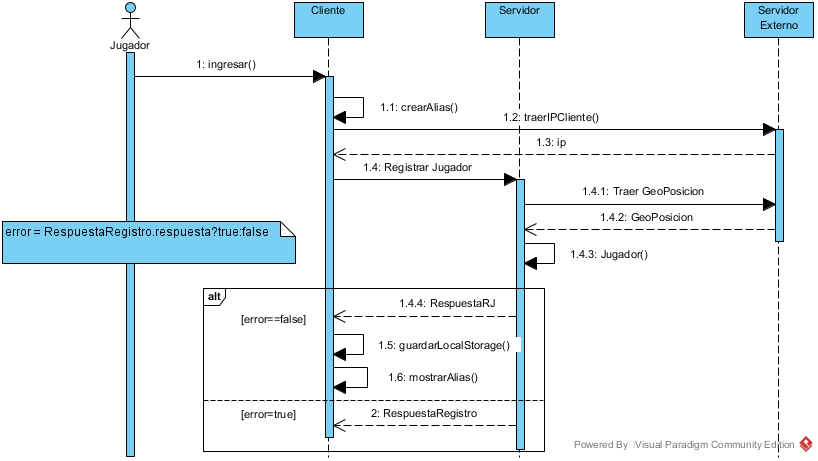 Cliente
Servidor
Servidor
Externo
Jugador
1: ingresar()
1.1: crearAlias()
1.2: traerIPCliente()
1.3: ip
1.4: Registrar Jugador
1.4.1: Traer GeoPosicion
1.4.2: GeoPosicion
error = RespuestaRegistro.respuesta?true:false
1.4.3: Jugador()
alt
1.4.4: RespuestaRJ
[error==false]
1.5: guardarLocalStorage()
1.6: mostrarAlias()
[error=true]
2: RespuestaRegistro
Powered By Visual Paradigm Community Edition